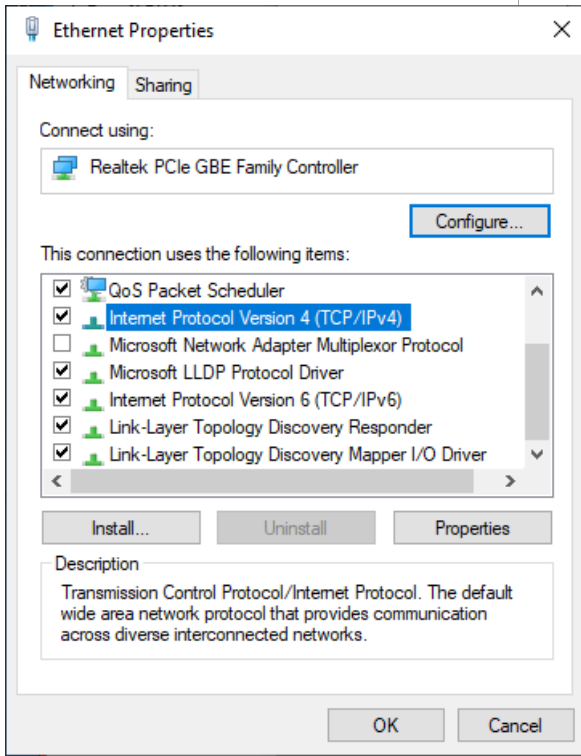 Ethernet Properties
Networking
Sharing
Connect using:
Realtek PCIe GBE Family Controller
Configure...
This connection uses the following items:
QoS Packet Scheduler
Internet Protocol Version 4 (TCP/IPv4)
Microsoft Network Adapter Multiplexor Protocol
Microsoft LLDP Protocol Driver
Internet Protocol Version 6 (TCP/IPv6)
Link-Layer Topology Discovery Responder
Link-Layer Topology Discovery Mapper I/O Driver
Install...
Uninstall
Properties
Description
Transmission Control Protocol/Internet Protocol. The default
wide area network protocol that provides communication
across diverse interconnected networks.
OK
Cancel